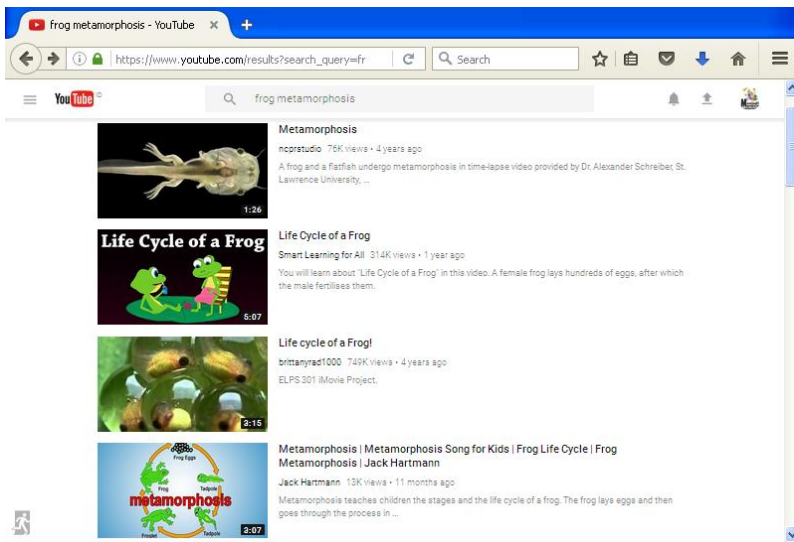 frog metamorphosis - YouTube
https://www.youtube.com/results?search_query=fr
Search
YouTube
frog metamorphosis
Metamorphosis
ncprstudio 76K views • 4 years ago
A frog and a flatfish undergo metamorphosis in time-lapse video provided by Dr. Alexander Schreiber, St.
Lawrence University, ...
1:26
Life Cycle of a Frog
5:07
Life Cycle of a Frog
Smart Learning for All 314K views • 1 year ago
You will learn about "Life Cycle of a Frog" in this video. A female frog lays hundreds of eggs, after which
the male fertilises them.
3:15
Life cycle of a Frog!
brittanyrad1000 749K views • 4 years ago
ELPS 301 iMovie Project.
Frog Eggs
Frog
Tadpole
metamorphosis
Froglet
Tadpole
3:07
Metamorphosis | Metamorphosis Song for Kids | Frog Life Cycle | Frog
Metamorphosis | Jack Hartmann
Jack Hartmann 13K views • 11 months ago
Metamorphosis teaches children the stages and the life cycle of a frog. The frog lays eggs and then
goes through the process in ...